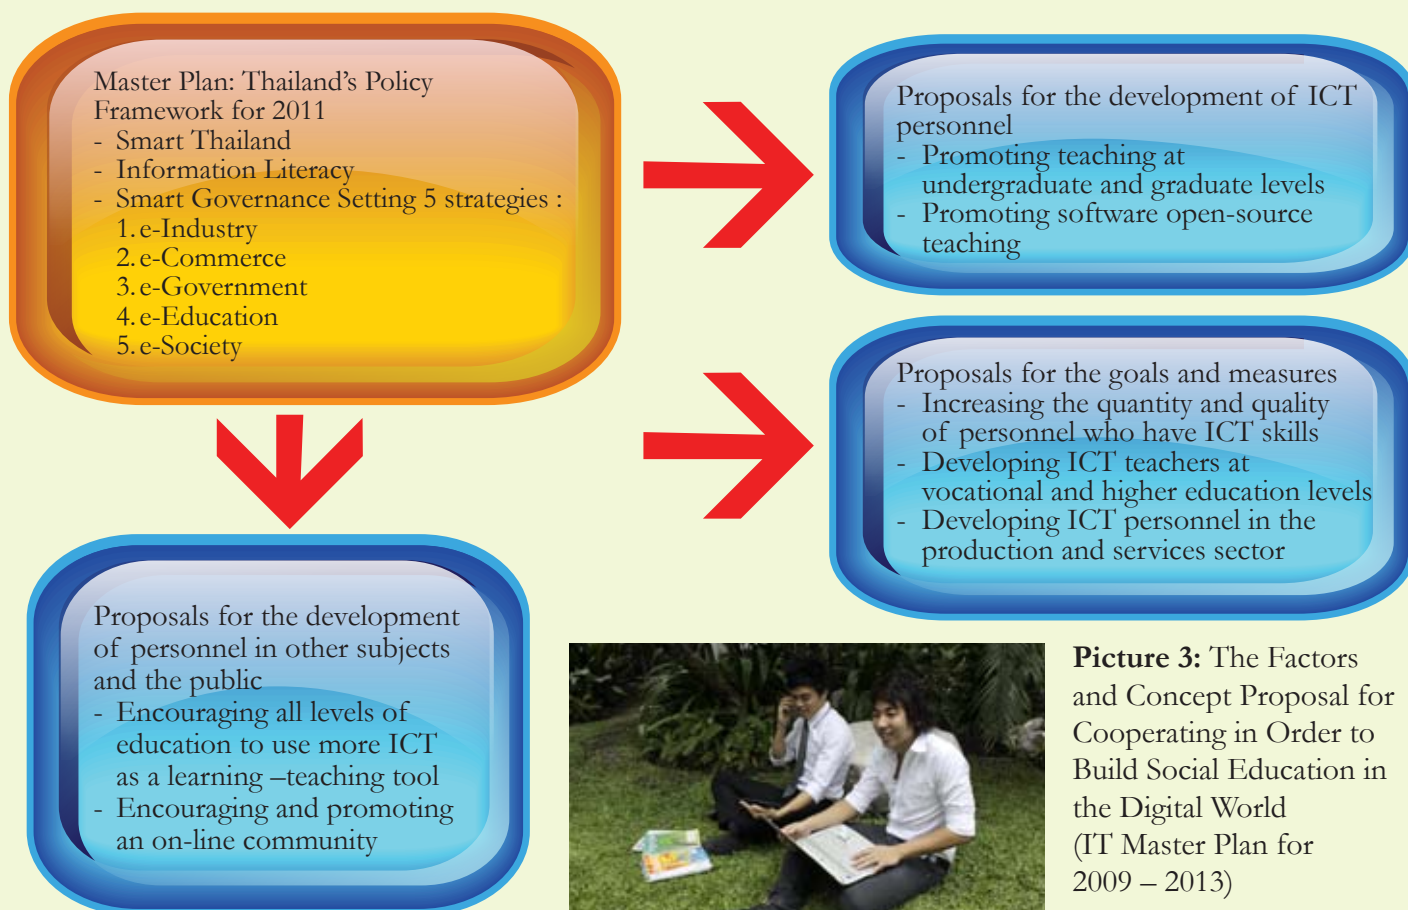 Master Plan: Thailand's Policy
Framework for 2011
- Smart Thailand
- Information Literacy
- Smart Governance Setting 5 strategies :
1. e-Industry
2. e-Commerce
3. e-Government
4. e-Education
5. e-Society
Proposals for the development of ICT
personnel
- Promoting teaching at
undergraduate and graduate levels
- Promoting software open-source
teaching
Proposals for the goals and measures
- Increasing the quantity and quality
of personnel who have ICT skills
- Developing ICT teachers at
vocational and higher education levels
- Developing ICT personnel in the
production and services sector
Proposals for the development
of personnel in other subjects
and the public
- Encouraging all levels of
education to use more ICT
as a learning –teaching tool
- Encouraging and promoting
an on-line community
Picture 3: The Factors
and Concept Proposal for
Cooperating in Order to
Build Social Education in
the Digital World
(IT Master Plan for
2009 – 2013)